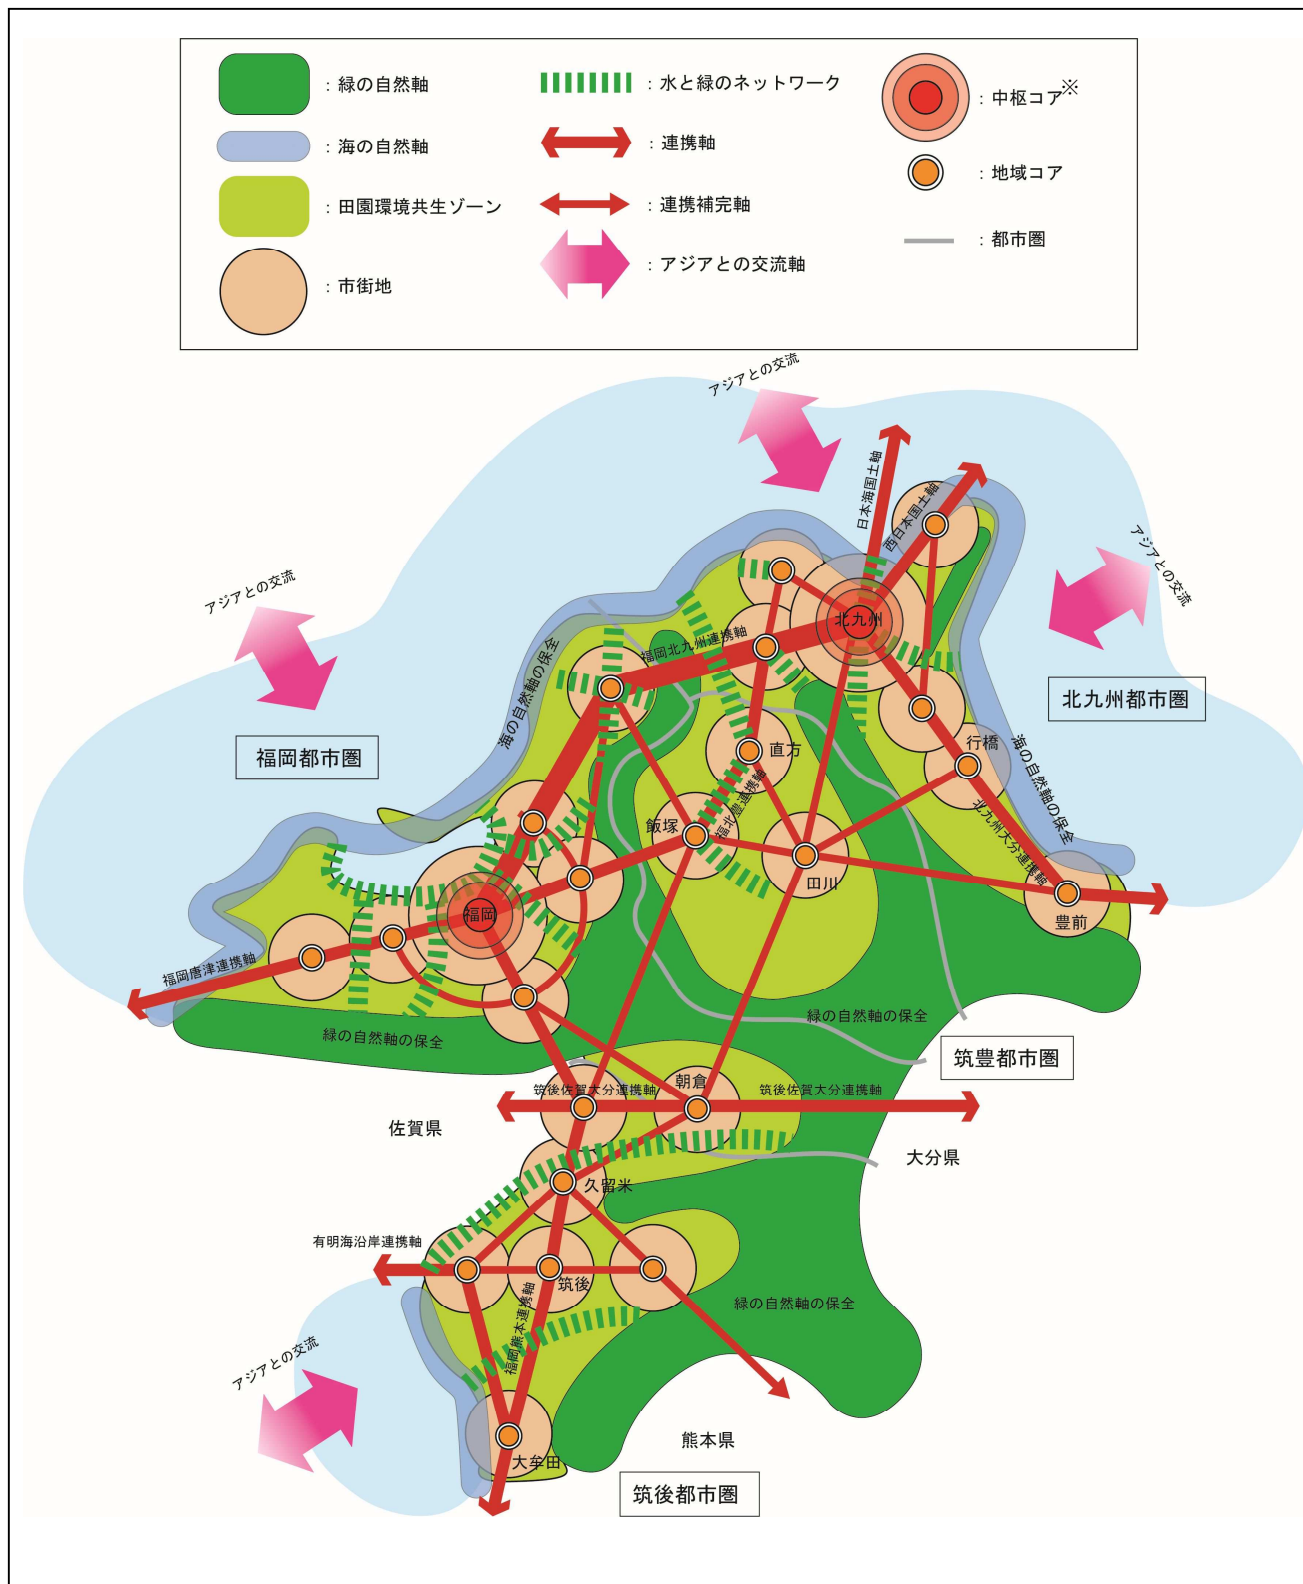 ：緑の自然軸
：海の自然軸
：田園環境共生ゾーン
：市街地
：水と緑のネットワーク
：連携軸
：連携補完軸
：アジアとの交流軸
：中枢コア※
：地域コア
：都市圏
アジアとの交流
日本海国土軸
西日本国土軸
アジアとの交流
アジアとの交流
北九州
福岡北九州連携軸
海の自然軸の保全
北九州都市圏
福岡都市圏
直方
行橋
海の自然軸の保全
飯塚
福北豊連携軸
北九州大分連携軸
田川
豊前
福岡
福岡唐津連携軸
緑の自然軸の保全
緑の自然軸の保全
筑豊都市圏
朝倉
筑後佐賀大分連携軸
筑後佐賀大分連携軸
佐賀県
大分県
久留米
有明海沿岸連携軸
筑後
福岡熊本連携軸
緑の自然軸の保全
アジアとの交流
熊本県
大牟田
筑後都市圏